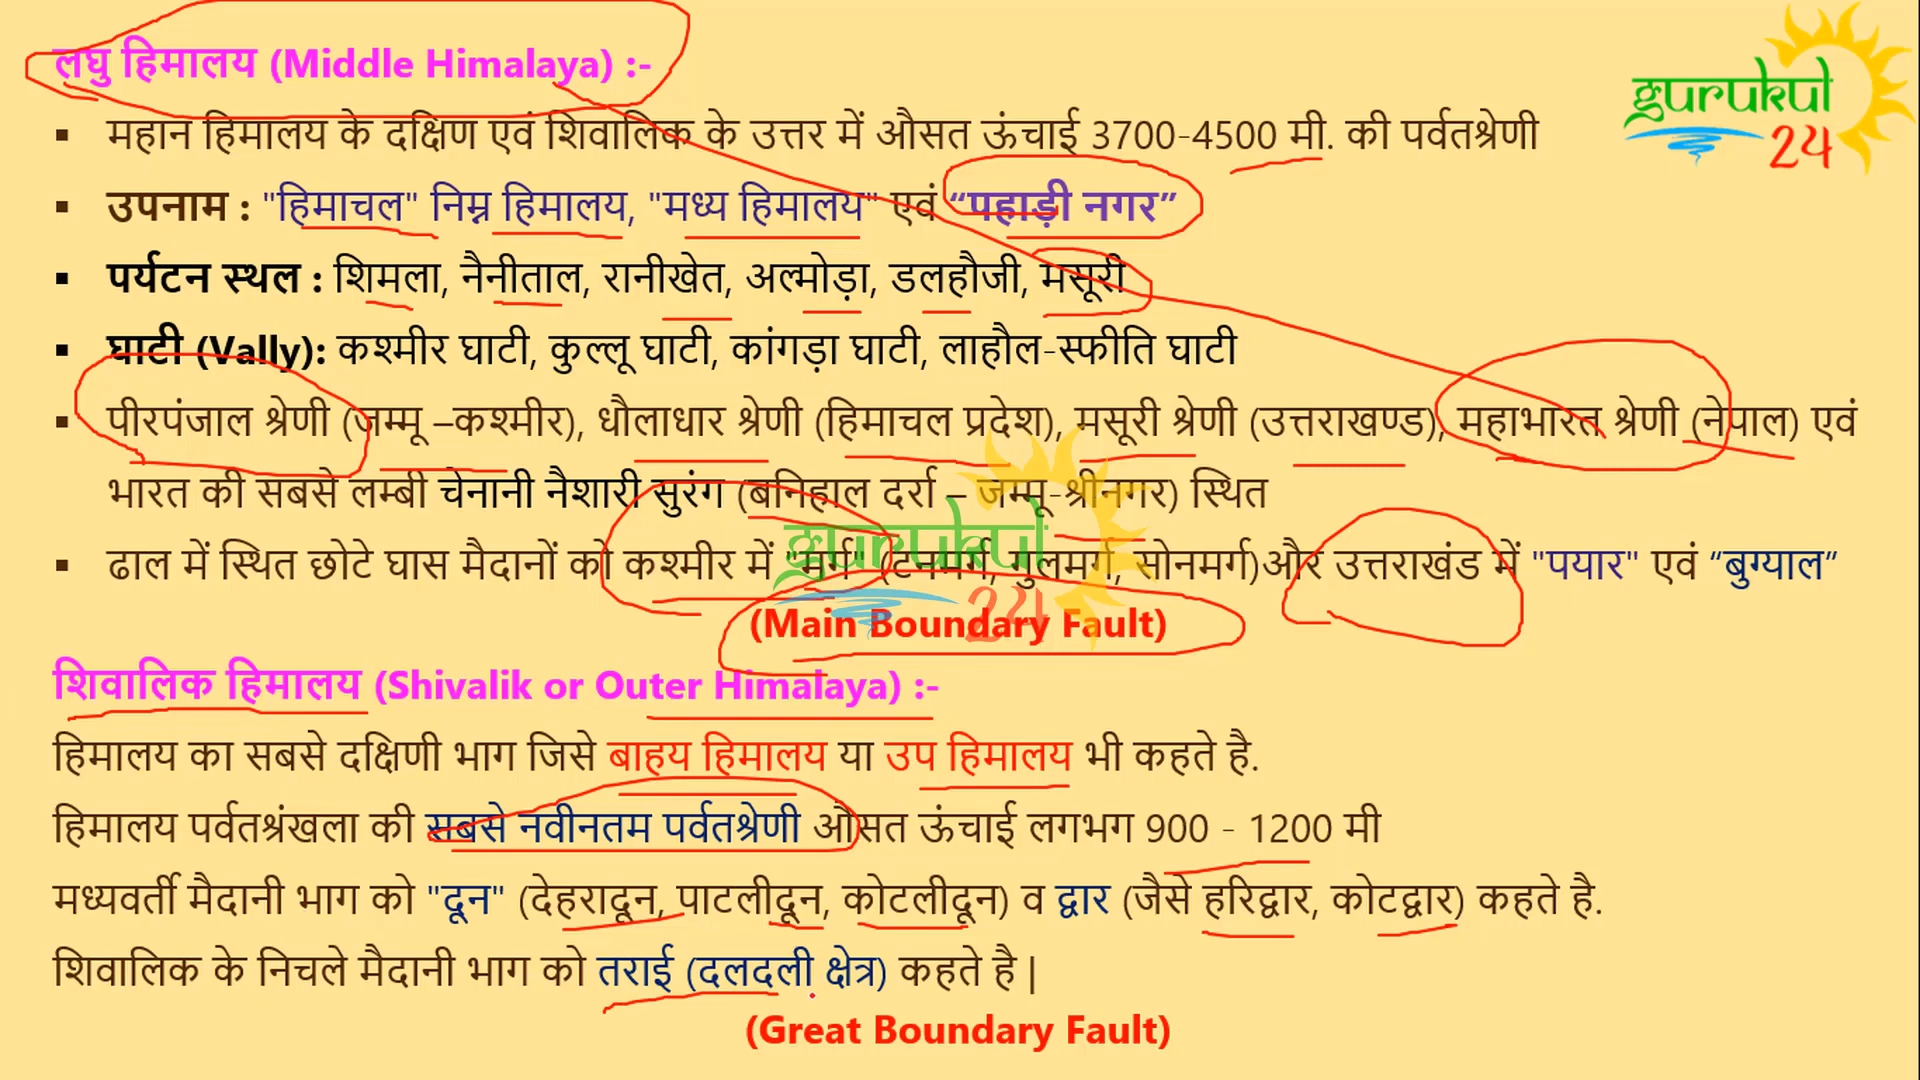 लघु हिमालय (Middle Himalaya) :-
gurukul
24
▪ महान हिमालय के दक्षिण एवं शिवालिक के उत्तर में औसत ऊंचाई 3700-4500 मी. की पर्वतश्रेणी
▪ उपनाम : "हिमाचल" निम्न हिमालय, "मध्य हिमालय" एवं “पहाड़ी नगर”
▪ पर्यटन स्थल : शिमला, नैनीताल, रानीखेत, अल्मोड़ा, डलहौजी, मसूरी
▪ घाटी (Vally): कश्मीर घाटी, कुल्लू घाटी, कांगड़ा घाटी, लाहौल-स्फीति घाटी
▪ पीरपंजाल श्रेणी (जम्मू –कश्मीर), धौलाधार श्रेणी (हिमाचल प्रदेश), मसूरी श्रेणी (उत्तराखण्ड), महाभारत श्रेणी (नेपाल) एवं
भारत की सबसे लम्बी चेनानी नैशारी सुरंग (बनिहाल दर्रा – जम्मू-श्रीनगर) स्थित
gurukul
24
▪ ढाल में स्थित छोटे घास मैदानों को कश्मीर में "मर्ग" (टनमर्ग, गुलमर्ग, सोनमर्ग)और उत्तराखंड में "पयार" एवं “बुग्याल”
(Main Boundary Fault)
शिवालिक हिमालय (Shivalik or Outer Himalaya) :-
हिमालय का सबसे दक्षिणी भाग जिसे बाहय हिमालय या उप हिमालय भी कहते है.
हिमालय पर्वतश्रंखला की सबसे नवीनतम पर्वतश्रेणी औसत ऊंचाई लगभग 900 - 1200 मी
मध्यवर्ती मैदानी भाग को "दून" (देहरादून, पाटलीदून, कोटलीदून) व द्वार (जैसे हरिद्वार, कोटद्वार) कहते है.
शिवालिक के निचले मैदानी भाग को तराई (दलदली क्षेत्र) कहते है |
(Great Boundary Fault)